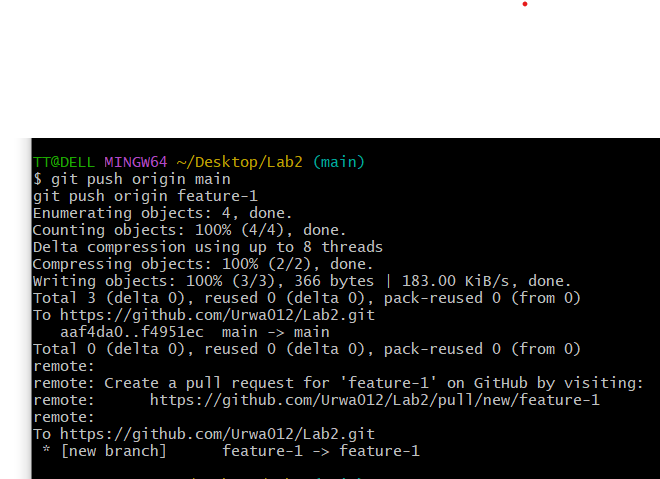 TT@DELL MINGW64 ~/Desktop/Lab2 (main)
$ git push origin main
git push origin feature-1
Enumerating objects: 4, done.
Counting objects: 100% (4/4), done.
Delta compression using up to 8 threads
Compressing objects: 100% (2/2), done.
Writing objects: 100% (3/3), 366 bytes | 183.00 KiB/s, done.
Total 3 (delta 0), reused 0 (delta 0), pack-reused 0 (from 0)
To https://github.com/Urwa012/Lab2.git
   aaf4da0..f4951ec  main -> main
Total 0 (delta 0), reused 0 (delta 0), pack-reused 0 (from 0)
remote:
remote: Create a pull request for 'feature-1' on GitHub by visiting:
remote:      https://github.com/Urwa012/Lab2/pull/new/feature-1
remote:
To https://github.com/Urwa012/Lab2.git
 * [new branch]      feature-1 -> feature-1